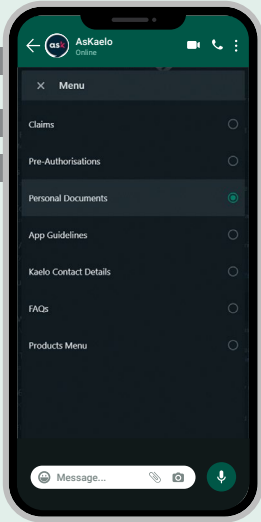 ask
AsKaelo
Online
Menu
Claims
Pre-Authorisations
Personal Documents
App Guidelines
Kaelo Contact Details
FAQs
Products Menu
Message...